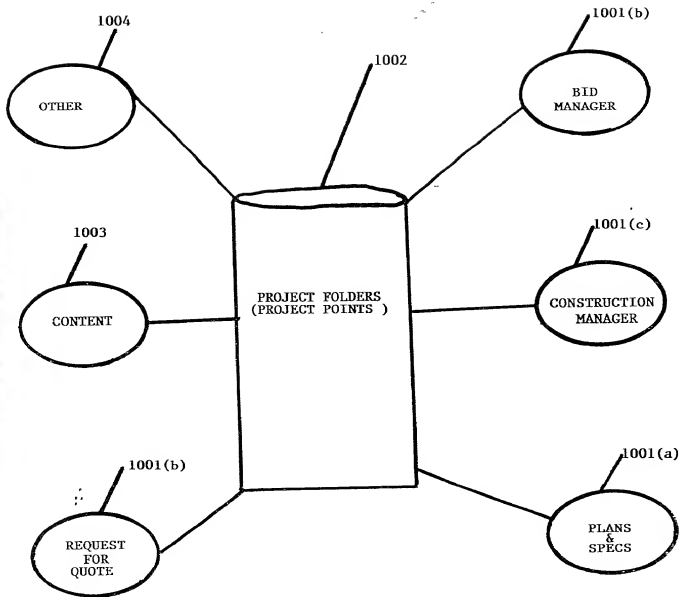 1004
1002
1001(b)
OTHER
BID
MANAGER
1003
1001(c)
PROJECT FOLDERS
(PROJECT POINTS )
CONTENT
CONSTRUCTION
MANAGER
1001(b)
1001(a)
REQUEST
FOR
QUOTE
PLANS
&
SPECS